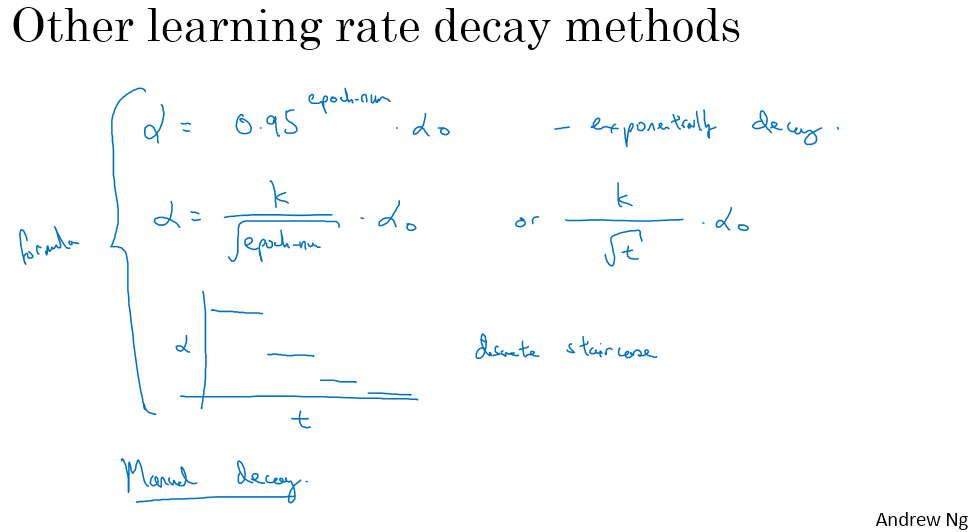 Other learning rate decay methods
α = 0.95^epoch-num · α₀ - exponentially decay.
formula
α = k/√epoch-num · α₀ or k/√t · α₀
α
discrete staircase
t
Manual decay.
Andrew Ng